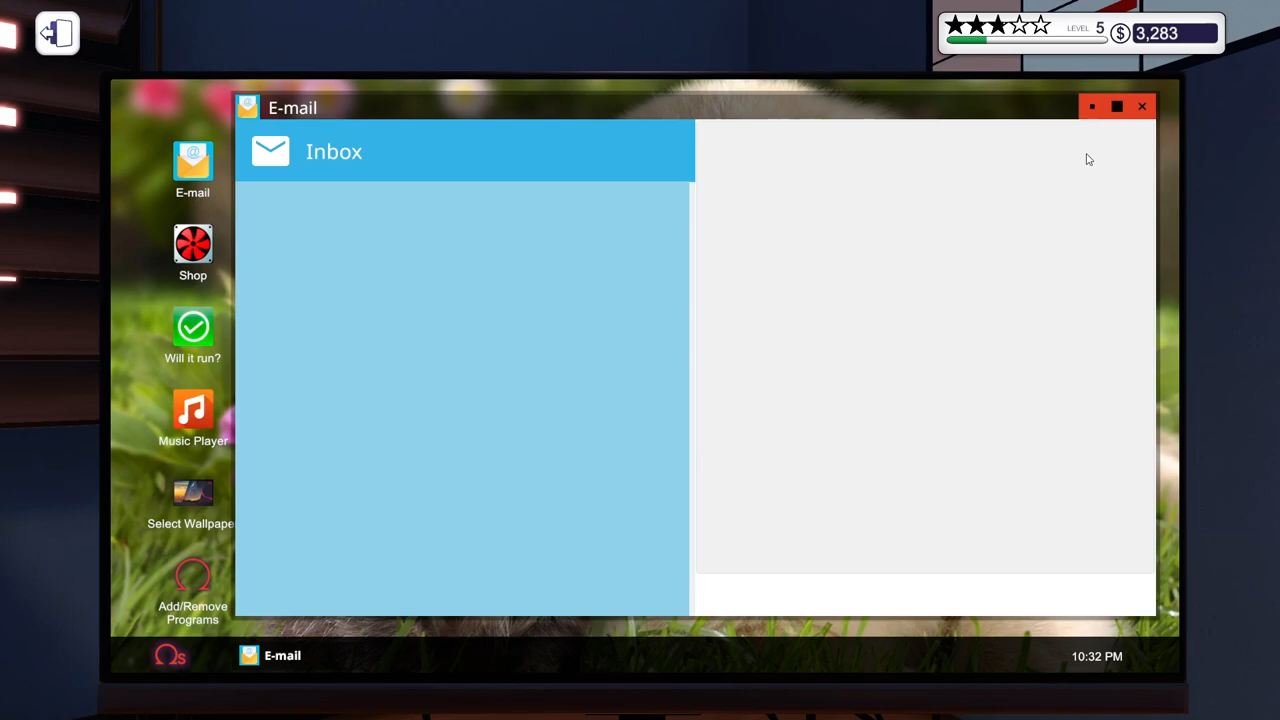 LEVEL 5
$ 3,283
E-mail
Inbox
E-mail
Shop
Will it run?
Music Player
Select Wallpape
Add/Remove
Programs
Ωs
E-mail
10:32 PM